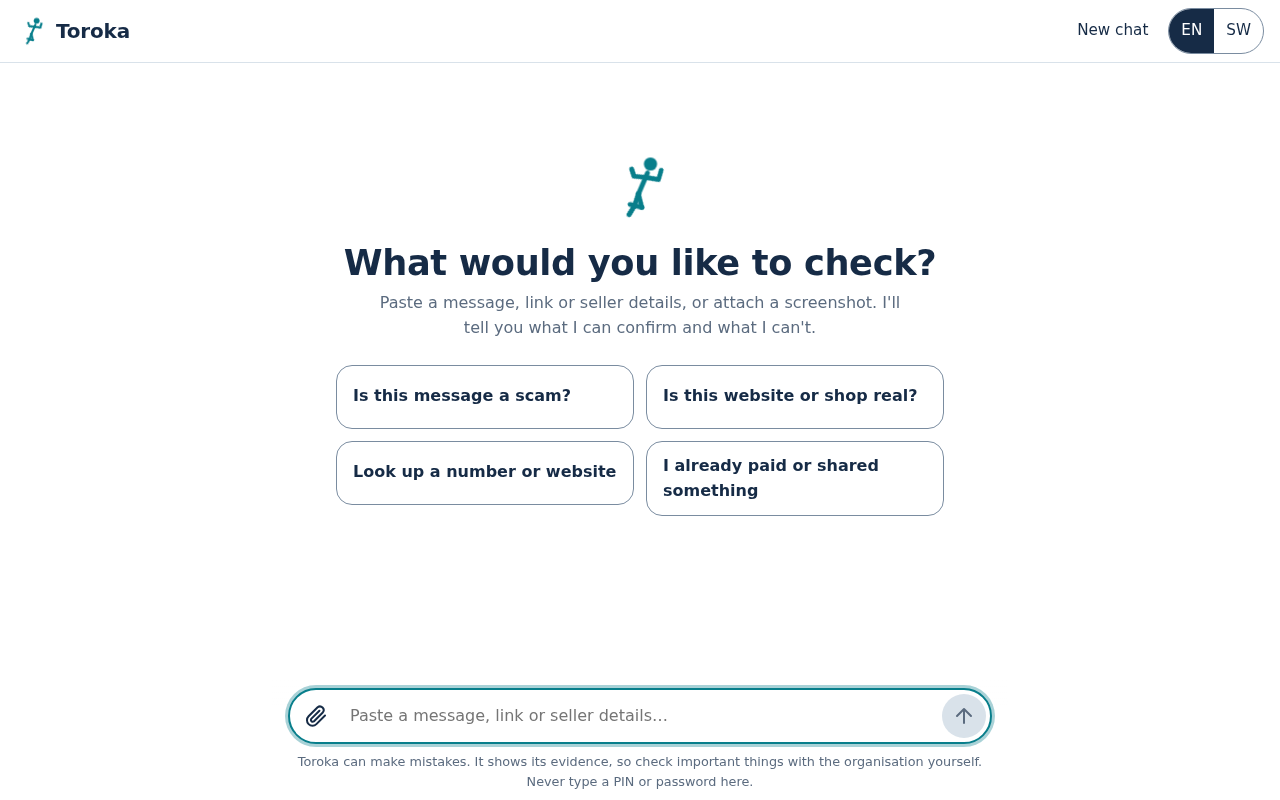 Toroka
New chat
EN
SW
What would you like to check?
Paste a message, link or seller details, or attach a screenshot. I'll
tell you what I can confirm and what I can't.
Is this message a scam?
Is this website or shop real?
Look up a number or website
I already paid or shared
something
Paste a message, link or seller details…
Toroka can make mistakes. It shows its evidence, so check important things with the organisation yourself.
Never type a PIN or password here.